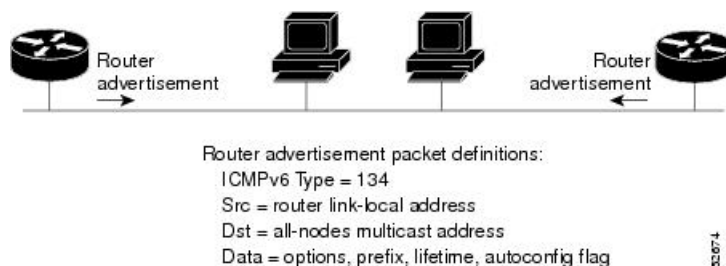 Router
advertisement
Router
advertisement
Router advertisement packet definitions:
ICMPv6 Type = 134
Src = router link-local address
Dst = all-nodes multicast address
Data = options, prefix, lifetime, autoconfig flag